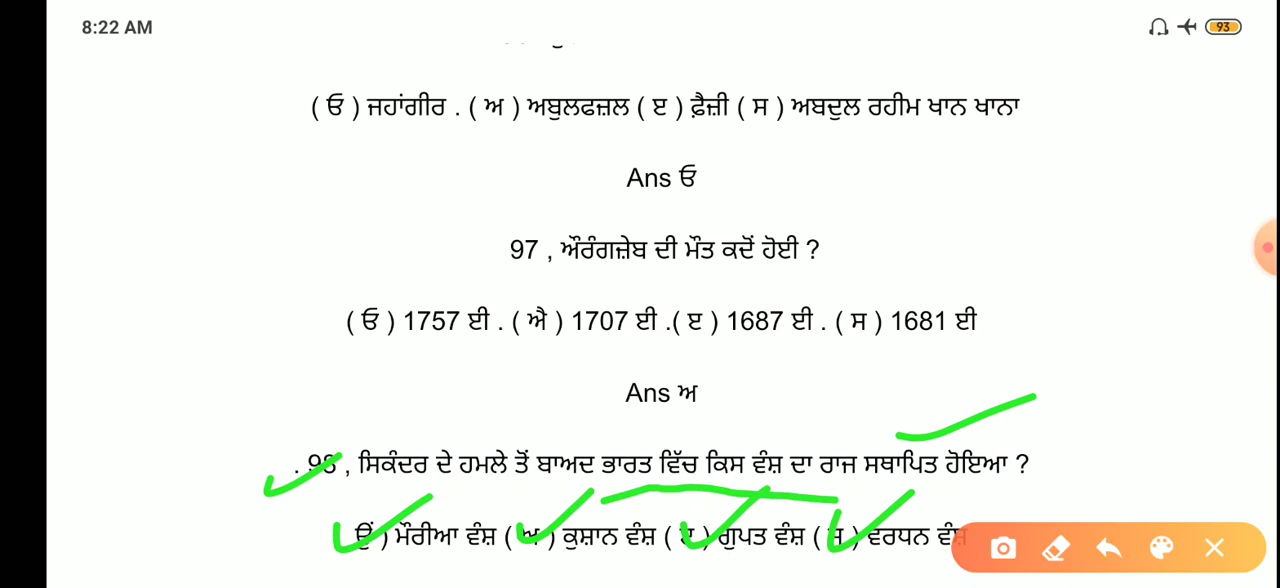 8:22 AM
93
( ਓ ) ਜਹਾਂਗੀਰ . ( ਅ ) ਅਬੁਲਫਜ਼ਲ ( ੲ ) ਫ਼ੈਜ਼ੀ ( ਸ ) ਅਬਦੁਲ ਰਹੀਮ ਖਾਨ ਖਾਨਾ
Ans ਓ
97 , ਔਰੰਗਜ਼ੇਬ ਦੀ ਮੌਤ ਕਦੋਂ ਹੋਈ ?
( ਓ ) 1757 ਈ . ( ਐ ) 1707 ਈ .( ੲ ) 1687 ਈ . ( ਸ ) 1681 ਈ
Ans ਅ
. 98 , ਸਿਕੰਦਰ ਦੇ ਹਮਲੇ ਤੋਂ ਬਾਅਦ ਭਾਰਤ ਵਿੱਚ ਕਿਸ ਵੰਸ਼ ਦਾ ਰਾਜ ਸਥਾਪਿਤ ਹੋਇਆ ?
ਉਂ ) ਮੌਰੀਆ ਵੰਸ਼ ( ਅ ) ਕੁਸ਼ਾਨ ਵੰਸ਼ ( ੲ ) ਗੁਪਤ ਵੰਸ਼ ( ਸ ) ਵਰਧਨ ਵੰਸ਼